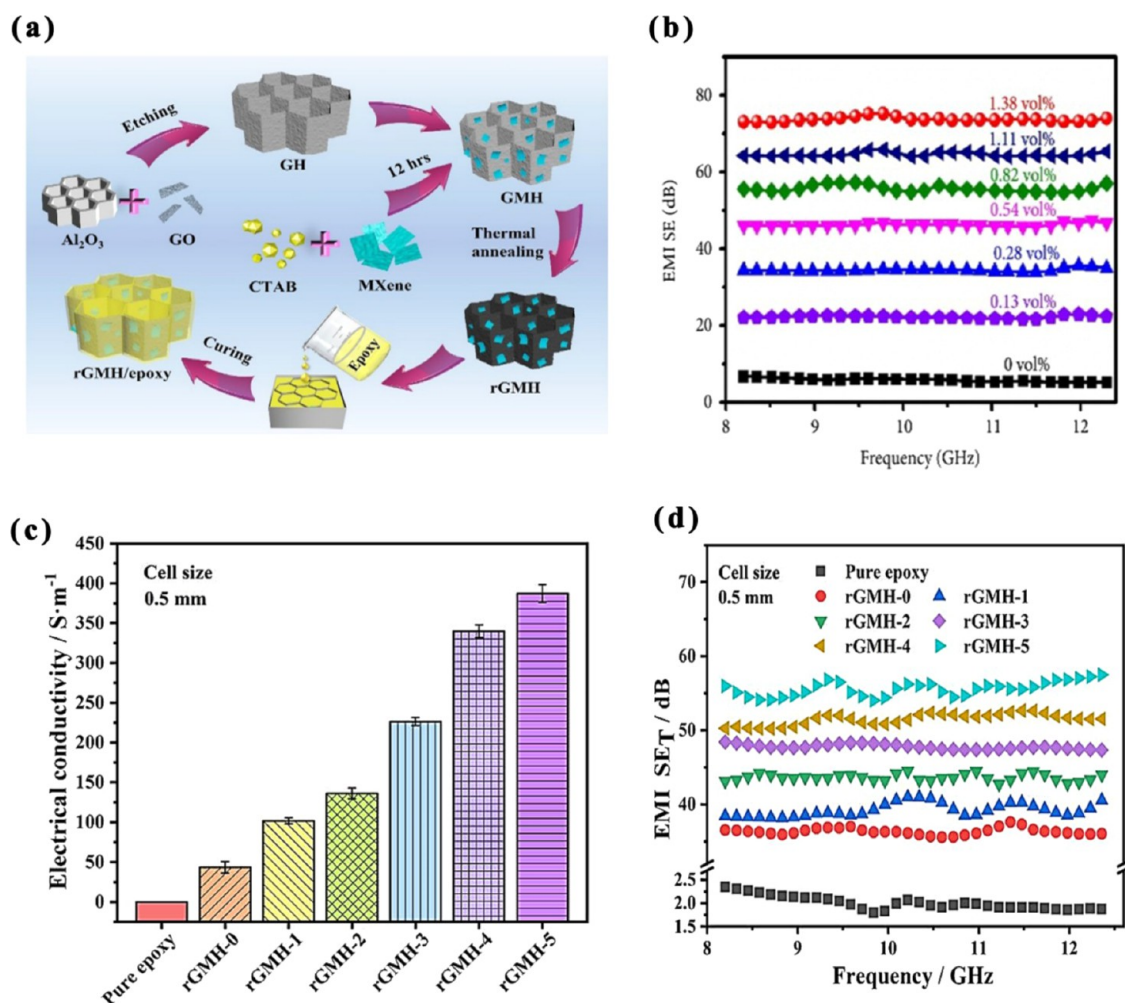 (a)
Etching
GH
12 hrs
GMH
Al₂O₃
GO
CTAB
MXene
Thermal
annealing
rGMH/epoxy
Curing
Epoxy
rGMH
(b)
80
60
40
20
0
EMI SE (dB)
1.38 vol%
1.11 vol%
0.82 vol%
0.54 vol%
0.28 vol%
0.13 vol%
0 vol%
8 9 10 11 12
Frequency (GHz)
(c)
450
400
350
300
250
200
150
100
50
0
Electrical conductivity / S·m⁻¹
Cell size
0.5 mm
Pure epoxy rGMH-0 rGMH-1 rGMH-2 rGMH-3 rGMH-4 rGMH-5
(d)
70
60
50
40
2.5
2.0
1.5
EMI SET / dB
Cell size
0.5 mm
Pure epoxy
rGMH-0 rGMH-1
rGMH-2 rGMH-3
rGMH-4 rGMH-5
8 9 10 11 12
Frequency / GHz